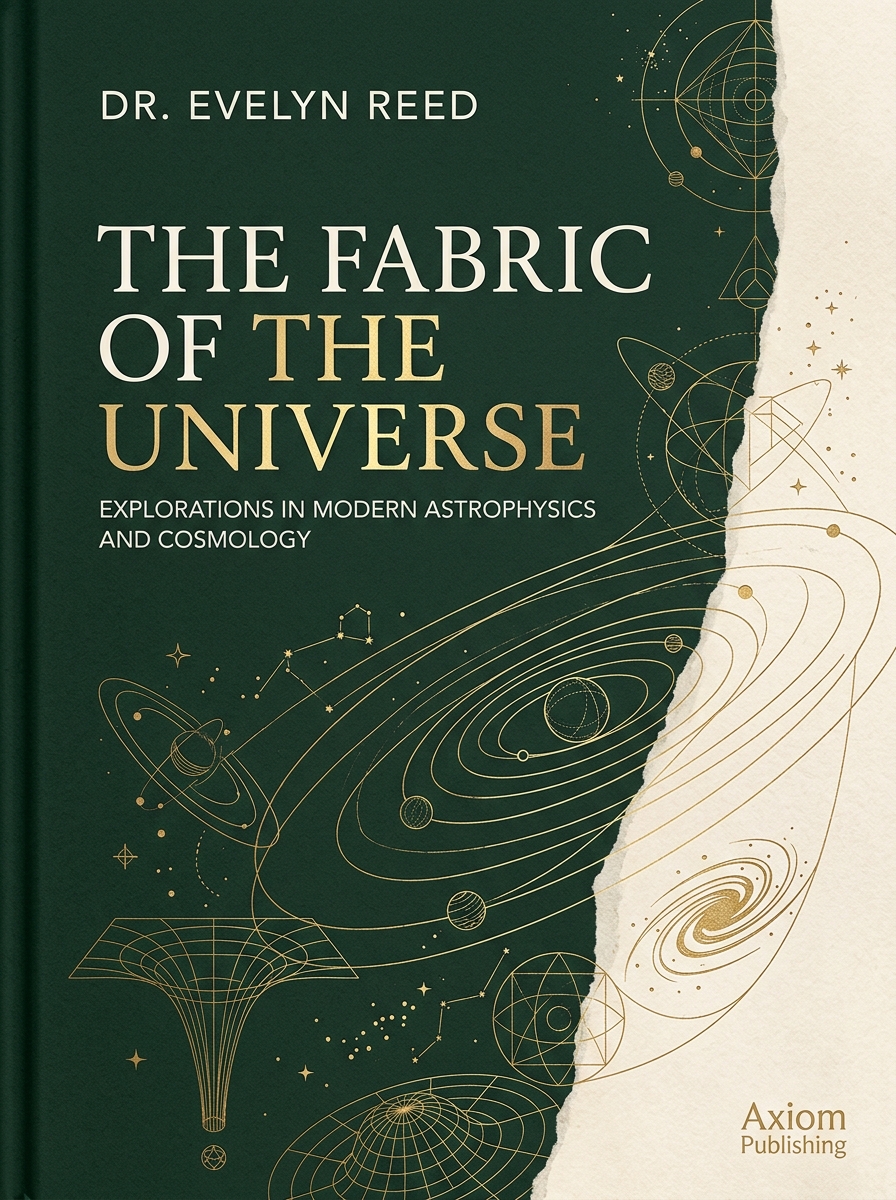 DR. EVELYN REED
THE FABRIC
OF THE
UNIVERSE
EXPLORATIONS IN MODERN ASTROPHYSICS
AND COSMOLOGY
Axiom
Publishing